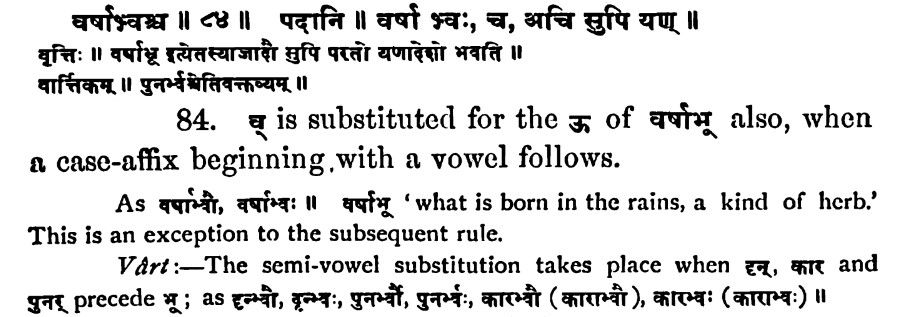 वर्षाभ्वश्च ॥ ८४ ॥ पदानि ॥ वर्षा भ्वः, च, अचि सुपि यण् ॥
वृत्तिः ॥ वर्षाभू इत्येतस्याजादौ सुपि परतो यणादेशो भवति ॥
वार्त्तिकम् ॥ पुनर्भ्वश्चेतिवक्तव्यम् ॥
84. व् is substituted for the ऊ of वर्षाभू also, when
a case-affix beginning with a vowel follows.
As वर्षाभ्वौ, वर्षाभ्वः ॥ वर्षाभू 'what is born in the rains, a kind of herb.'
This is an exception to the subsequent rule.
Vârt:—The semi-vowel substitution takes place when दृन्, कार and
पुनर् precede भू; as दृन्भ्वौ, दृन्भ्वः, पुनर्भ्वौ, पुनर्भ्वः, कारभ्वौ (काराभ्वौ), कारभ्वः (काराभ्वः) ॥